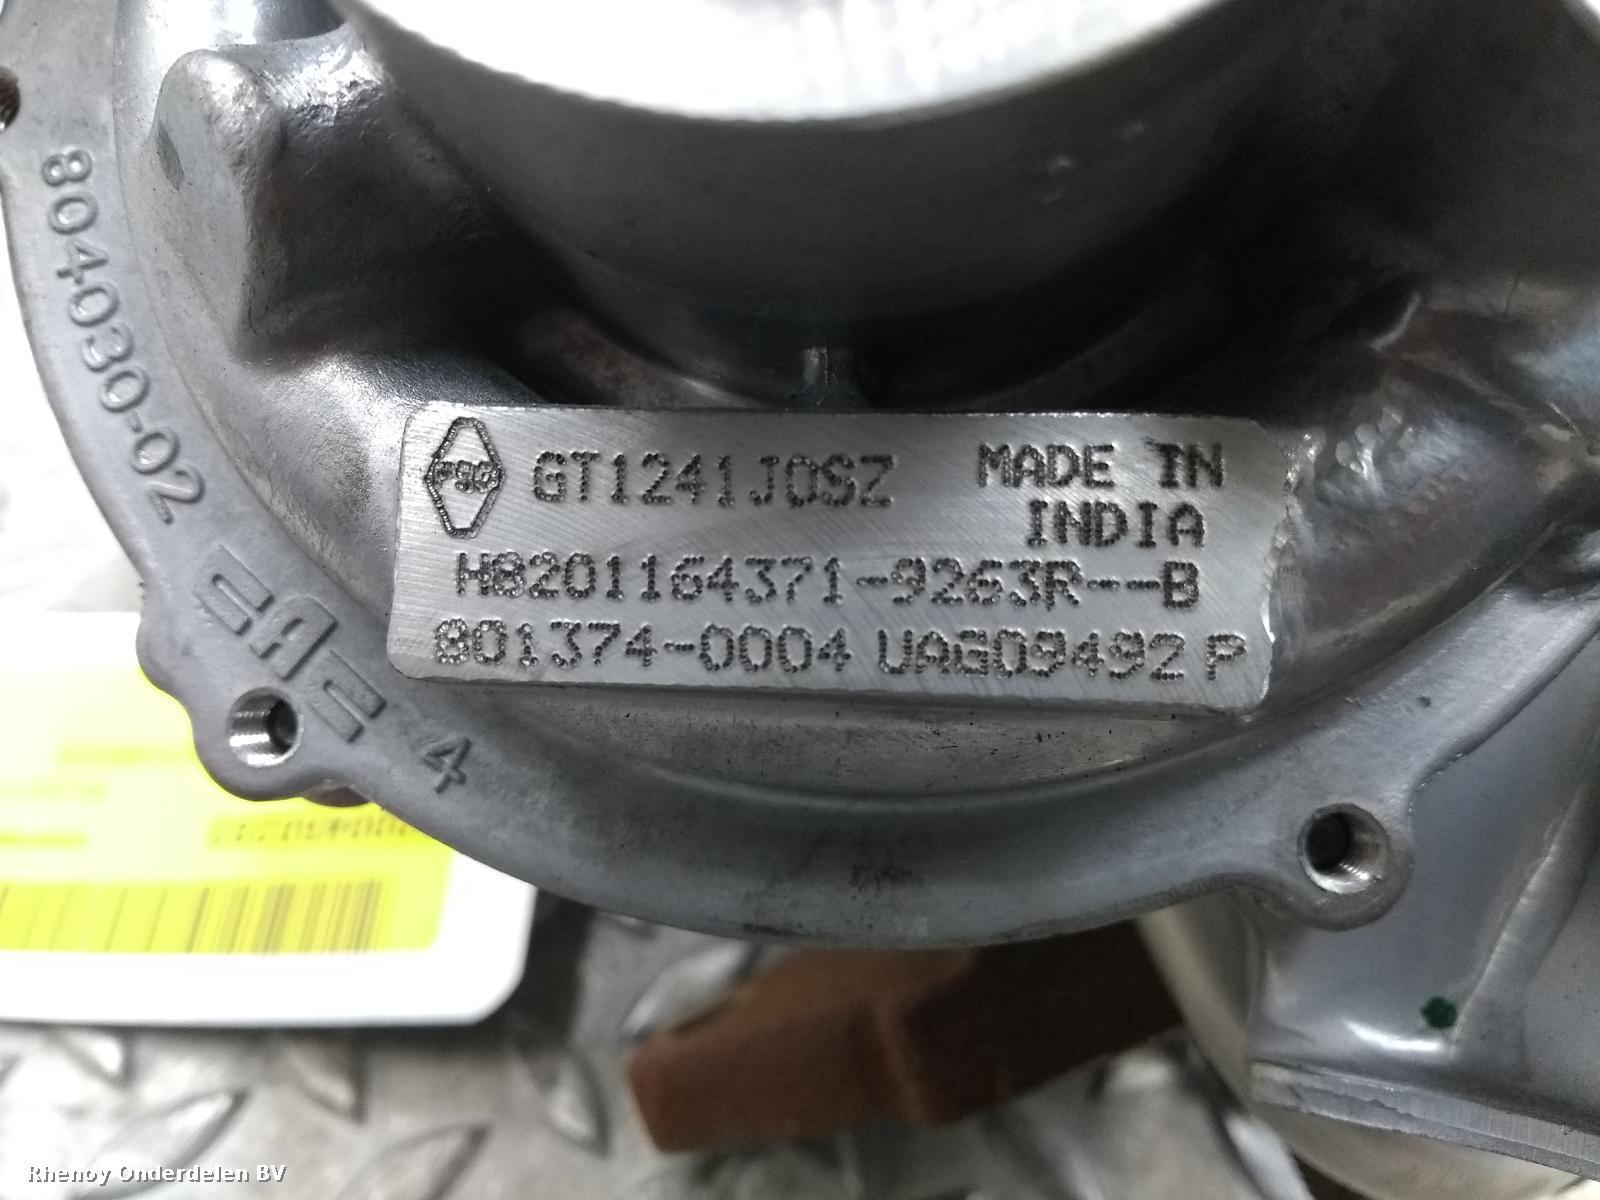 804030-02
4
GT1241JOSZ MADE IN
INDIA
H8201164371-9263R--B
801374-0004 UAG09492 P
Rhenoy Onderdelen BV